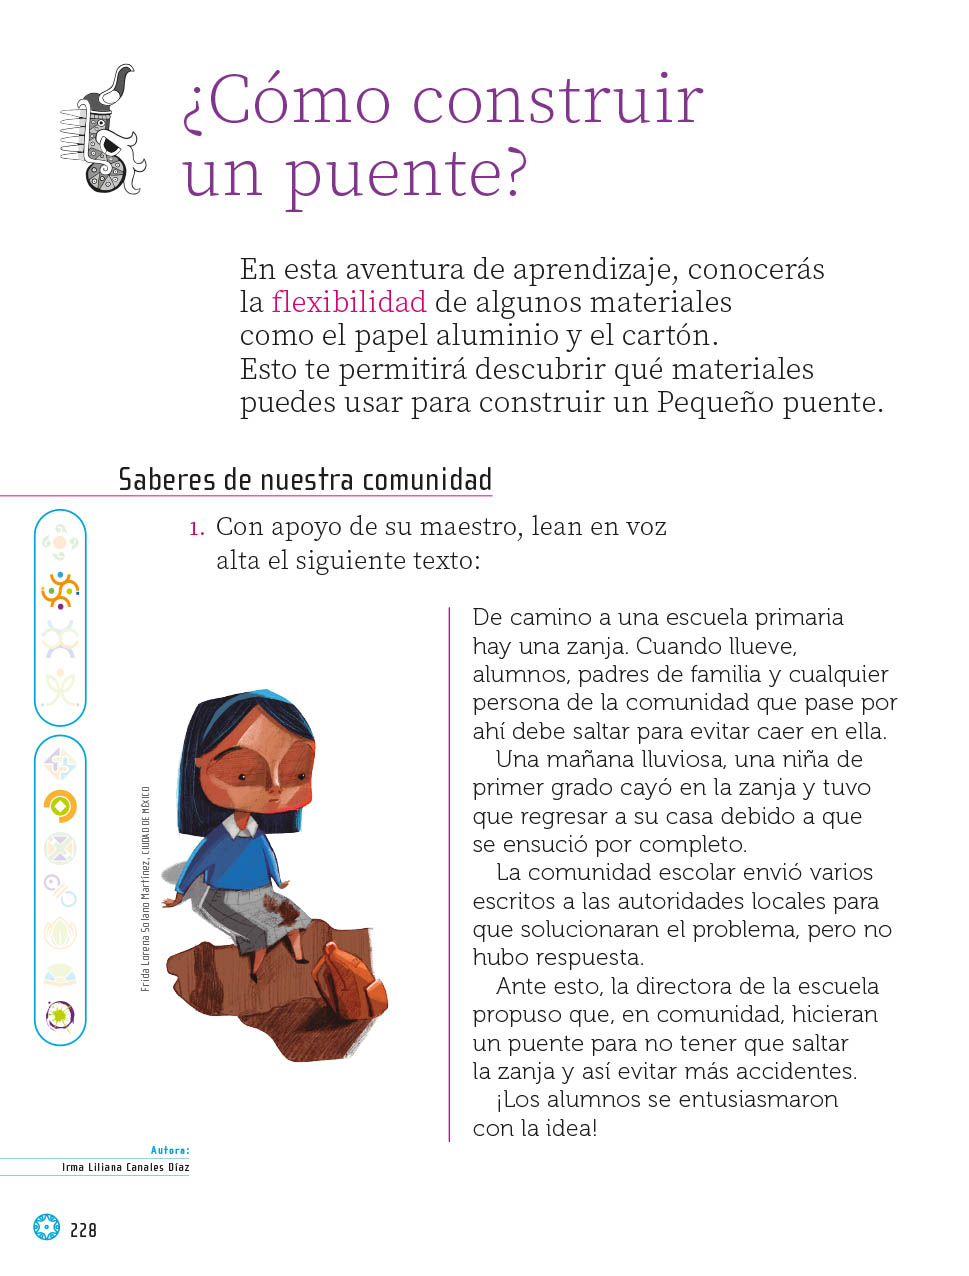 ¿Cómo construir
un puente?
En esta aventura de aprendizaje, conocerás
la flexibilidad de algunos materiales
como el papel aluminio y el cartón.
Esto te permitirá descubrir qué materiales
puedes usar para construir un Pequeño puente.
Saberes de nuestra comunidad
1. Con apoyo de su maestro, lean en voz
alta el siguiente texto:
De camino a una escuela primaria
hay una zanja. Cuando llueve,
alumnos, padres de familia y cualquier
persona de la comunidad que pase por
ahí debe saltar para evitar caer en ella.
Una mañana lluviosa, una niña de
primer grado cayó en la zanja y tuvo
que regresar a su casa debido a que
se ensució por completo.
La comunidad escolar envió varios
escritos a las autoridades locales para
que solucionaran el problema, pero no
hubo respuesta.
Ante esto, la directora de la escuela
propuso que, en comunidad, hicieran
un puente para no tener que saltar
la zanja y así evitar más accidentes.
¡Los alumnos se entusiasmaron
con la idea!
Frida Lorena Solano Martínez, CIUDAD DE MÉXICO
Autora:
Irma Liliana Canales Díaz
228